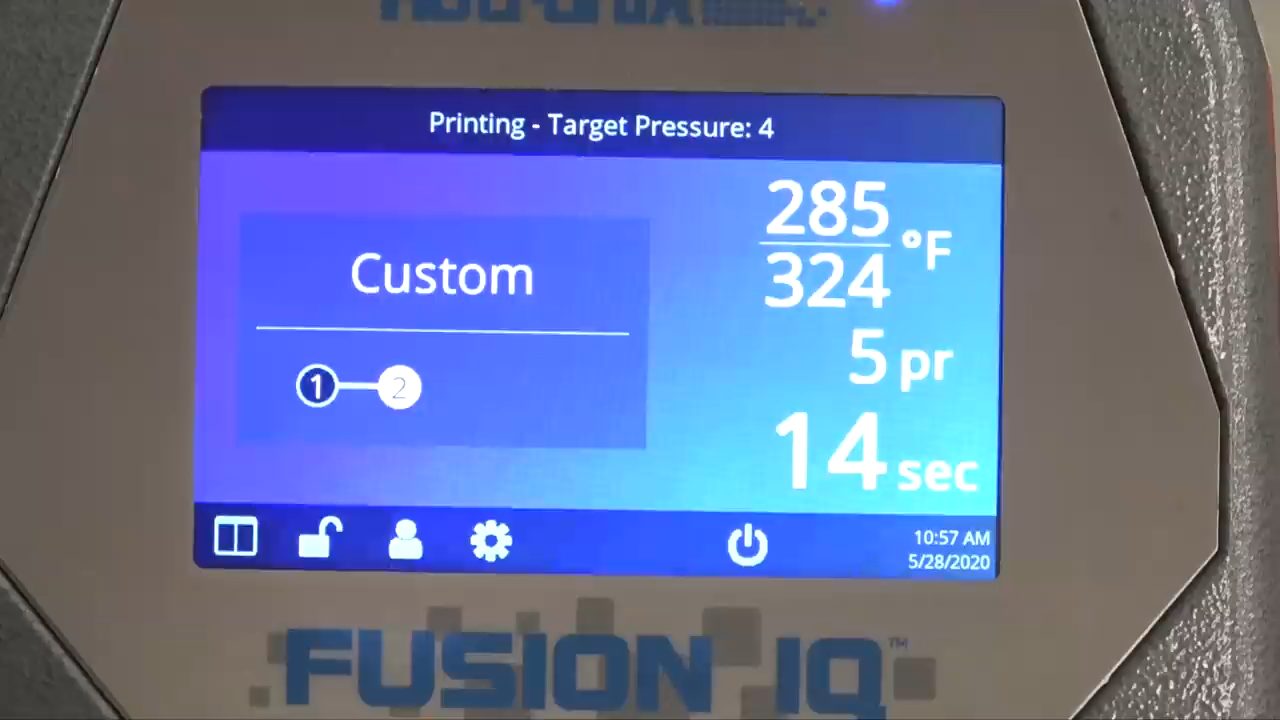 Printing - Target Pressure: 4
285
324 °F
Custom
5 pr
1 2
14 sec
10:57 AM
5/28/2020
FUSION IQ™